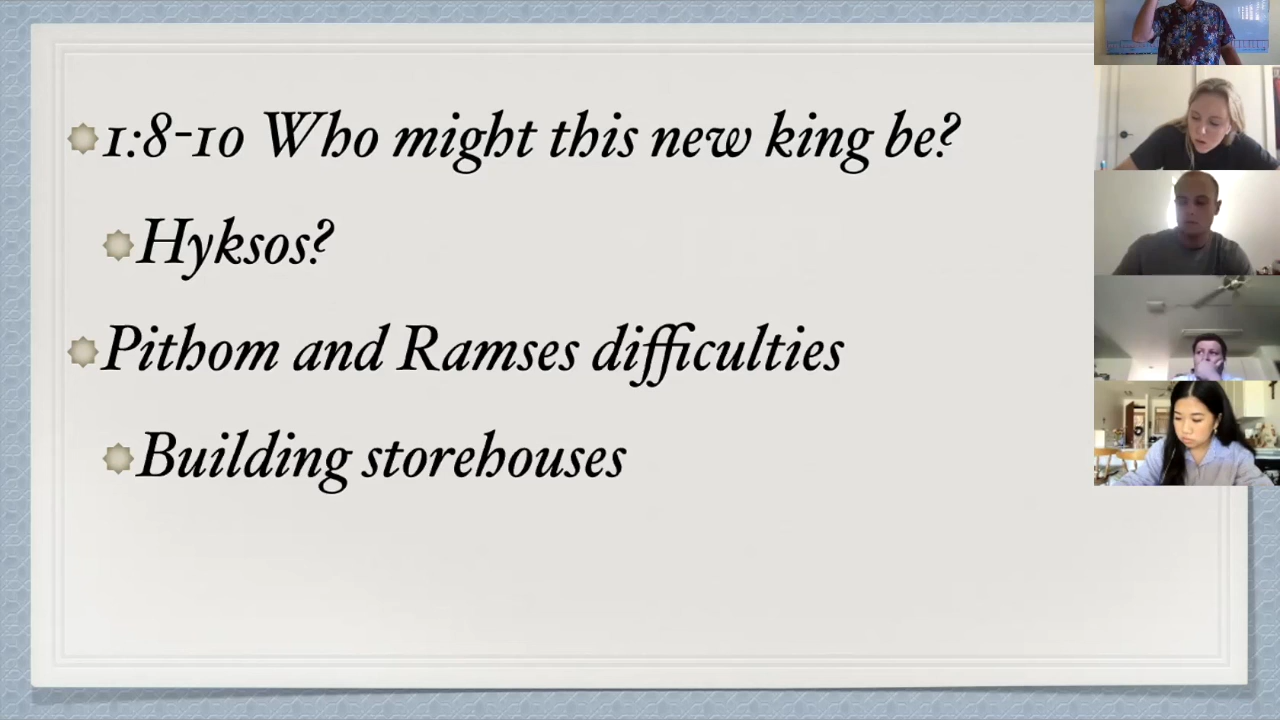 1:8-10 Who might this new king be?
Hyksos?
Pithom and Ramses difficulties
Building storehouses